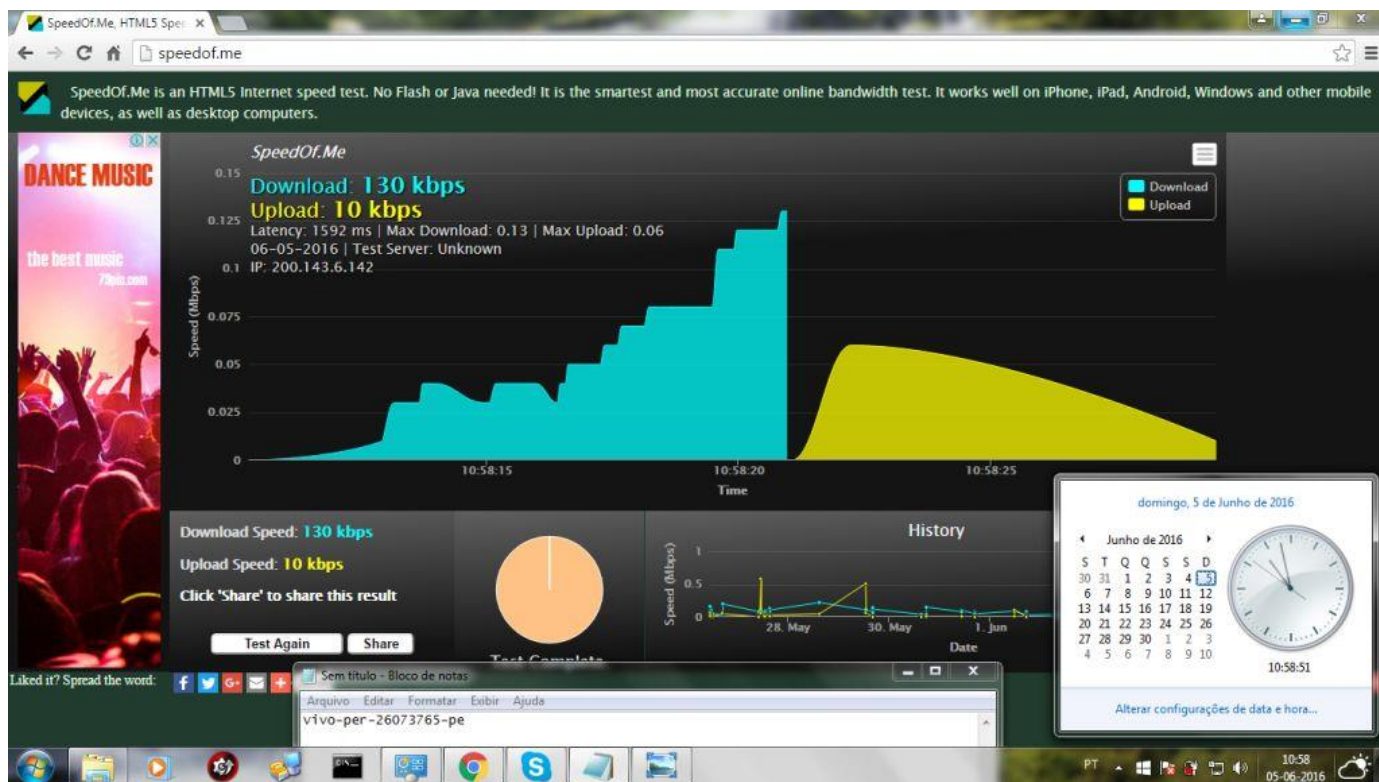 SpeedOf.Me, HTML5 Spee
speedof.me
SpeedOf.Me is an HTML5 Internet speed test. No Flash or Java needed! It is the smartest and most accurate online bandwidth test. It works well on iPhone, iPad, Android, Windows and other mobile
devices, as well as desktop computers.
DANCE MUSIC
the best music
SpeedOf.Me
Download: 130 kbps
Upload: 10 kbps
Latency: 1592 ms | Max Download: 0.13 | Max Upload: 0.06
06-05-2016 | Test Server: Unknown
IP: 200.143.6.142
Download
Upload
0.15
0.125
0.1
0.075
0.05
0.025
0
Speed (Mbps)
10:58:15
10:58:20
10:58:25
Time
Download Speed: 130 kbps
Upload Speed: 10 kbps
Click 'Share' to share this result
Test Again
Share
Test Complete
History
Speed (Mbps)
1
0.5
0
28. May
30. May
1. Jun
Date
domingo, 5 de Junho de 2016
Junho de 2016
S T Q Q S S D
30 31 1 2 3 4 5
6 7 8 9 10 11 12
13 14 15 16 17 18 19
20 21 22 23 24 25 26
27 28 29 30 1 2 3
4 5 6 7 8 9 10
10:58:51
Alterar configurações de data e hora...
Liked it? Spread the word:
Sem título - Bloco de notas
Arquivo Editar Formatar Exibir Ajuda
vivo-per-26073765-pe
PT
10:58
05-06-2016